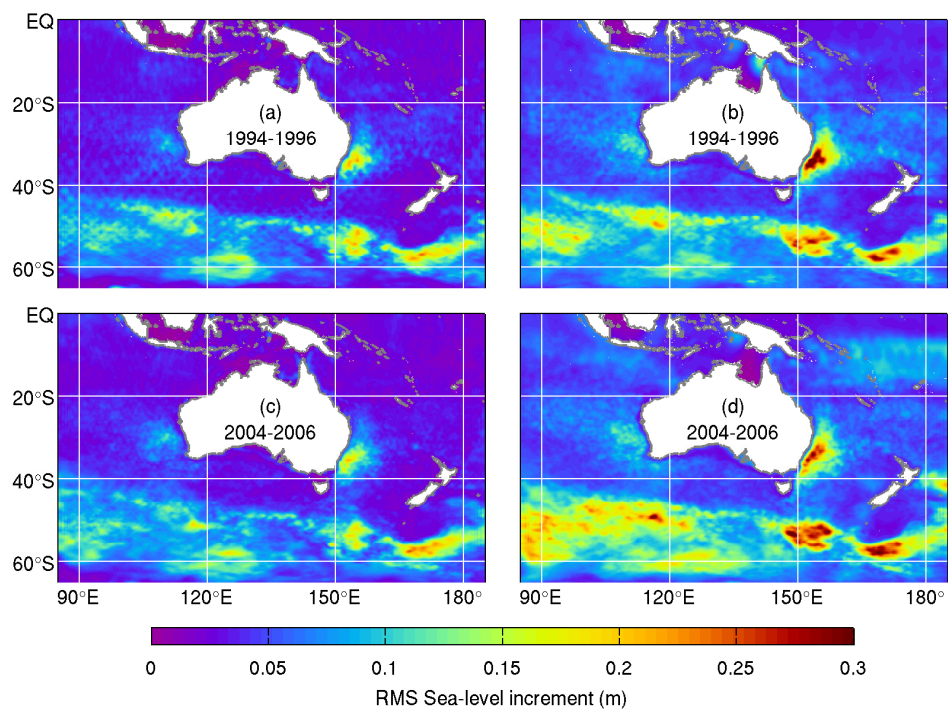 EQ
20°S
40°S
60°S
(a)
1994-1996
(b)
1994-1996
EQ
20°S
40°S
60°S
(c)
2004-2006
(d)
2004-2006
90°E 120°E 150°E 180° 90°E 120°E 150°E 180°
0 0.05 0.1 0.15 0.2 0.25 0.3
RMS Sea-level increment (m)